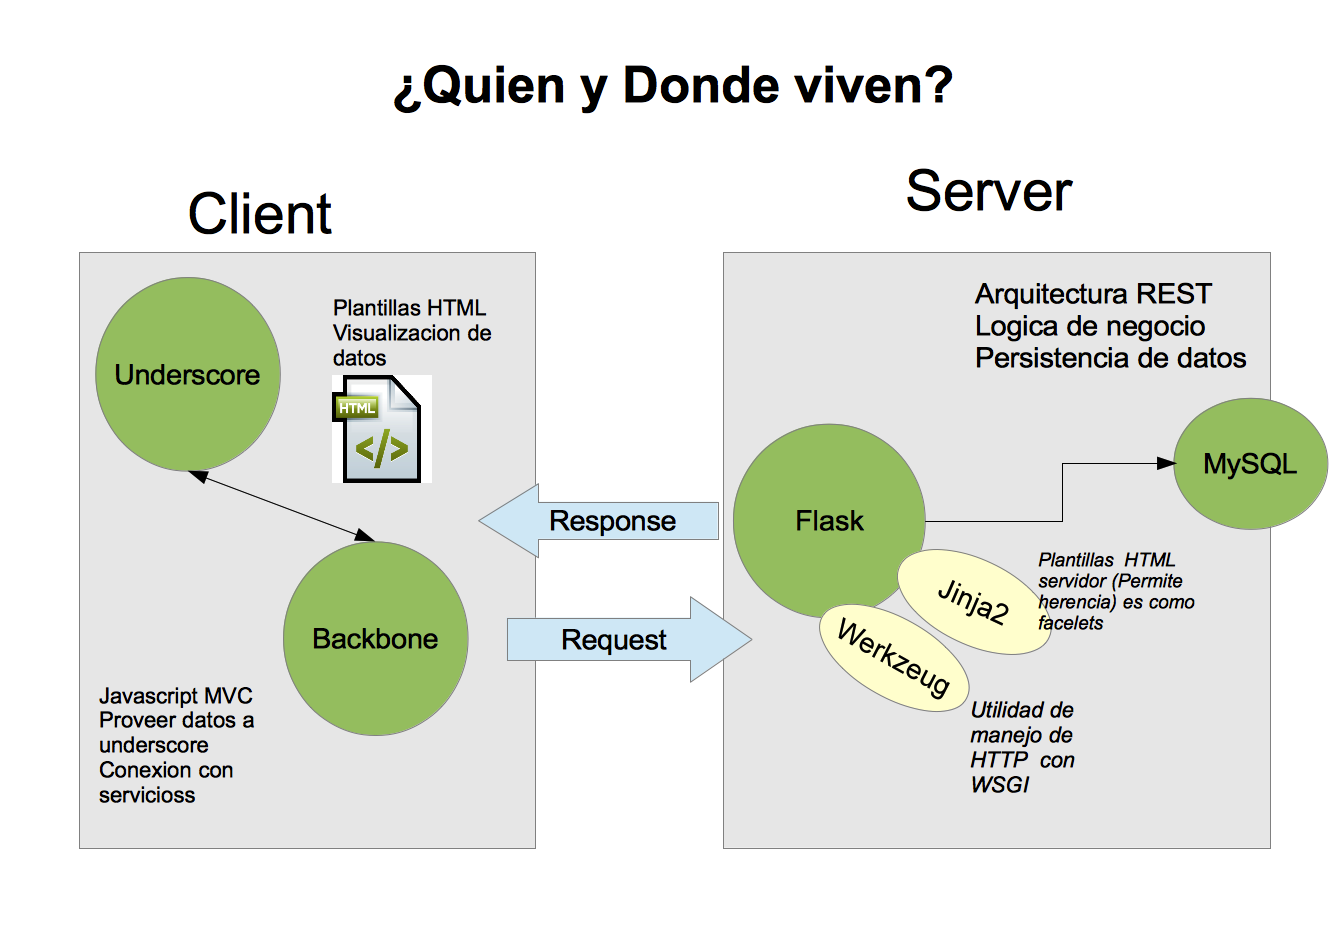 ¿Quien y Donde viven?
Client
Server
Underscore
Plantillas HTML
Visualizacion de
datos
HTML
</>
Backbone
Javascript MVC
Proveer datos a
underscore
Conexion con
servicioss
Response
Request
Arquitectura REST
Logica de negocio
Persistencia de datos
MySQL
Flask
Jinja2
Plantillas HTML
servidor (Permite
herencia) es como
facelets
Werkzeug
Utilidad de
manejo de
HTTP con
WSGI